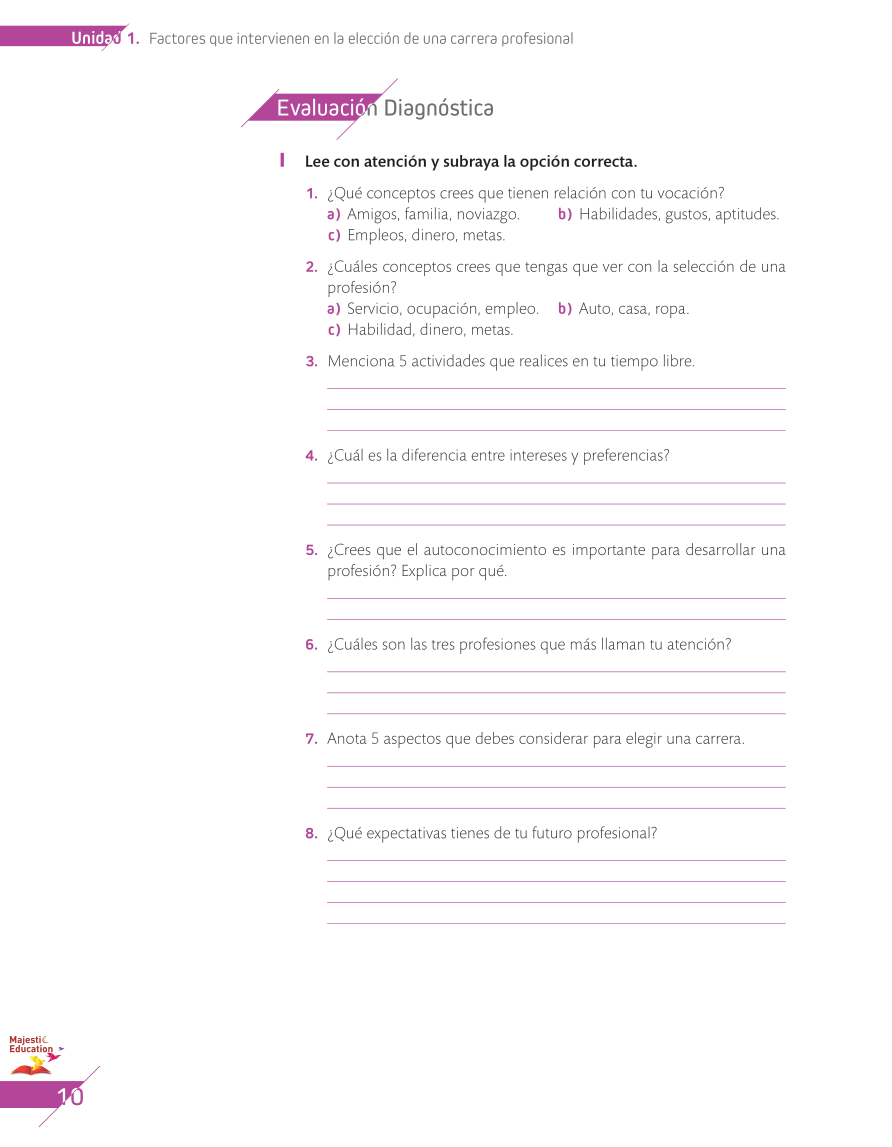 Unidad 1. Factores que intervienen en la elección de una carrera profesional
Evaluación Diagnóstica
I Lee con atención y subraya la opción correcta.
1. ¿Qué conceptos crees que tienen relación con tu vocación?
a) Amigos, familia, noviazgo. b) Habilidades, gustos, aptitudes.
c) Empleos, dinero, metas.
2. ¿Cuáles conceptos crees que tengas que ver con la selección de una
profesión?
a) Servicio, ocupación, empleo. b) Auto, casa, ropa.
c) Habilidad, dinero, metas.
3. Menciona 5 actividades que realices en tu tiempo libre.
4. ¿Cuál es la diferencia entre intereses y preferencias?
5. ¿Crees que el autoconocimiento es importante para desarrollar una
profesión? Explica por qué.
6. ¿Cuáles son las tres profesiones que más llaman tu atención?
7. Anota 5 aspectos que debes considerar para elegir una carrera.
8. ¿Qué expectativas tienes de tu futuro profesional?
Majestic
Education
10